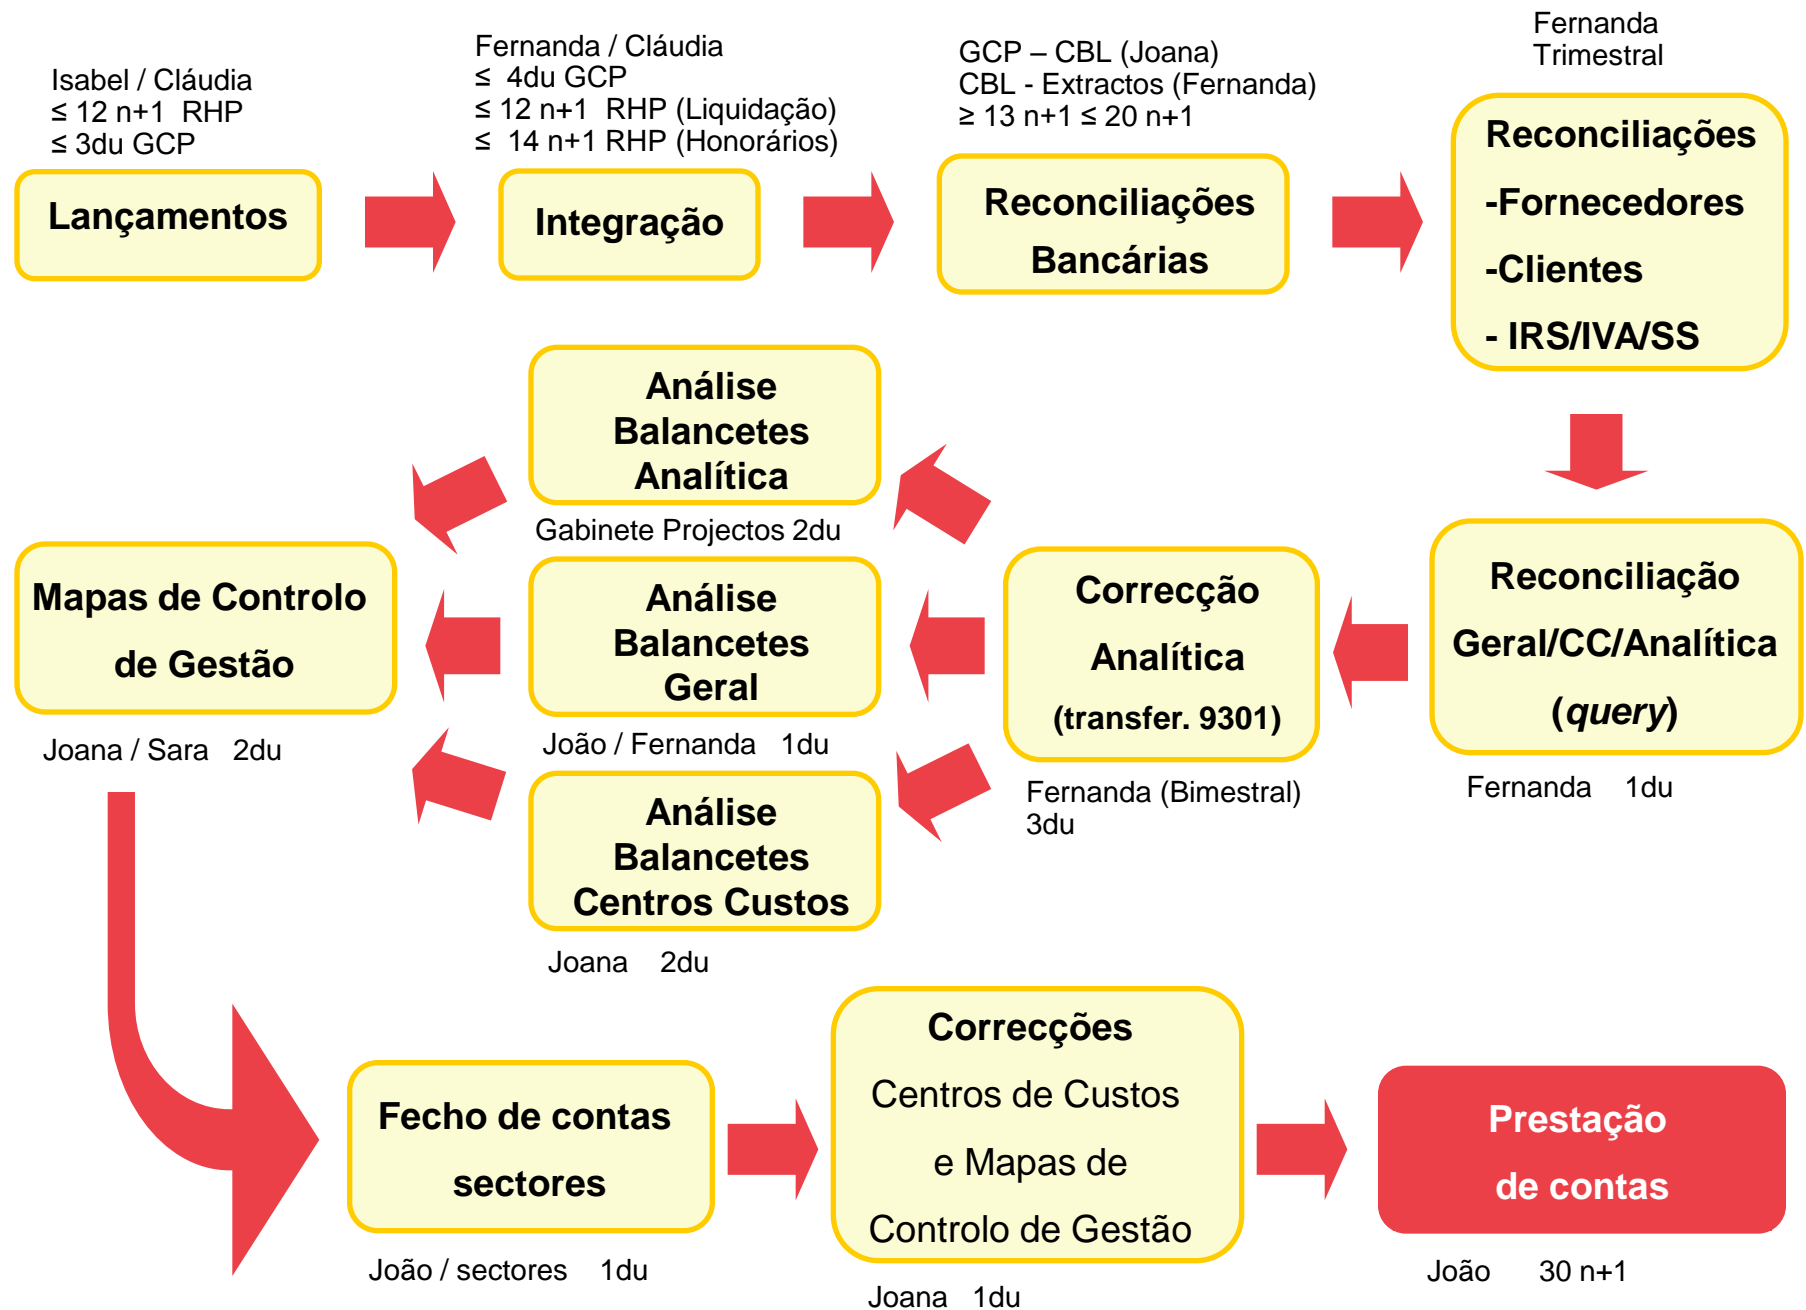 Isabel / Cláudia
≤ 12 n+1 RHP
≤ 3du GCP
Lançamentos
Fernanda / Cláudia
≤ 4du GCP
≤ 12 n+1 RHP (Liquidação)
≤ 14 n+1 RHP (Honorários)
Integração
GCP – CBL (Joana)
CBL - Extractos (Fernanda)
≥ 13 n+1 ≤ 20 n+1
Reconciliações
Bancárias
Fernanda
Trimestral
Reconciliações
-Fornecedores
-Clientes
- IRS/IVA/SS
Reconciliação
Geral/CC/Analítica
(query)
Fernanda 1du
Correcção
Analítica
(transfer. 9301)
Fernanda (Bimestral)
3du
Análise
Balancetes
Analítica
Gabinete Projectos 2du
Análise
Balancetes
Geral
João / Fernanda 1du
Análise
Balancetes
Centros Custos
Joana 2du
Mapas de Controlo
de Gestão
Joana / Sara 2du
Fecho de contas
sectores
João / sectores 1du
Correcções
Centros de Custos
e Mapas de
Controlo de Gestão
Joana 1du
Prestação
de contas
João 30 n+1